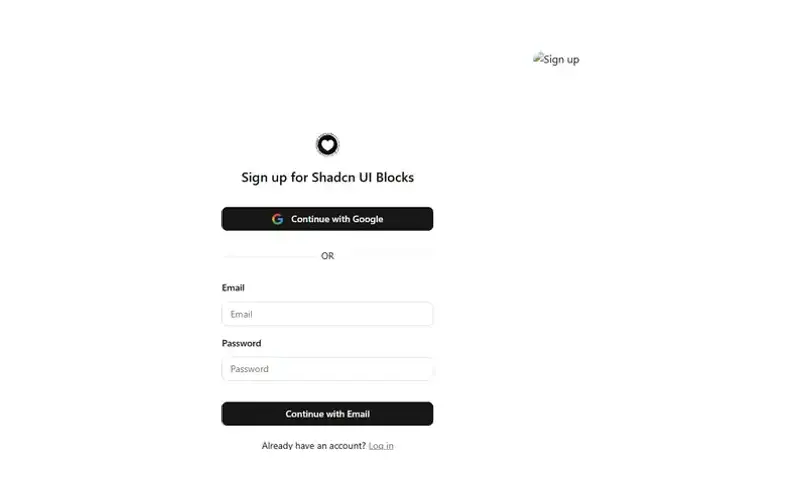 Sign up
Sign up for Shadcn UI Blocks
Continue with Google
OR
Email
Email
Password
Password
Continue with Email
Already have an account? Log in